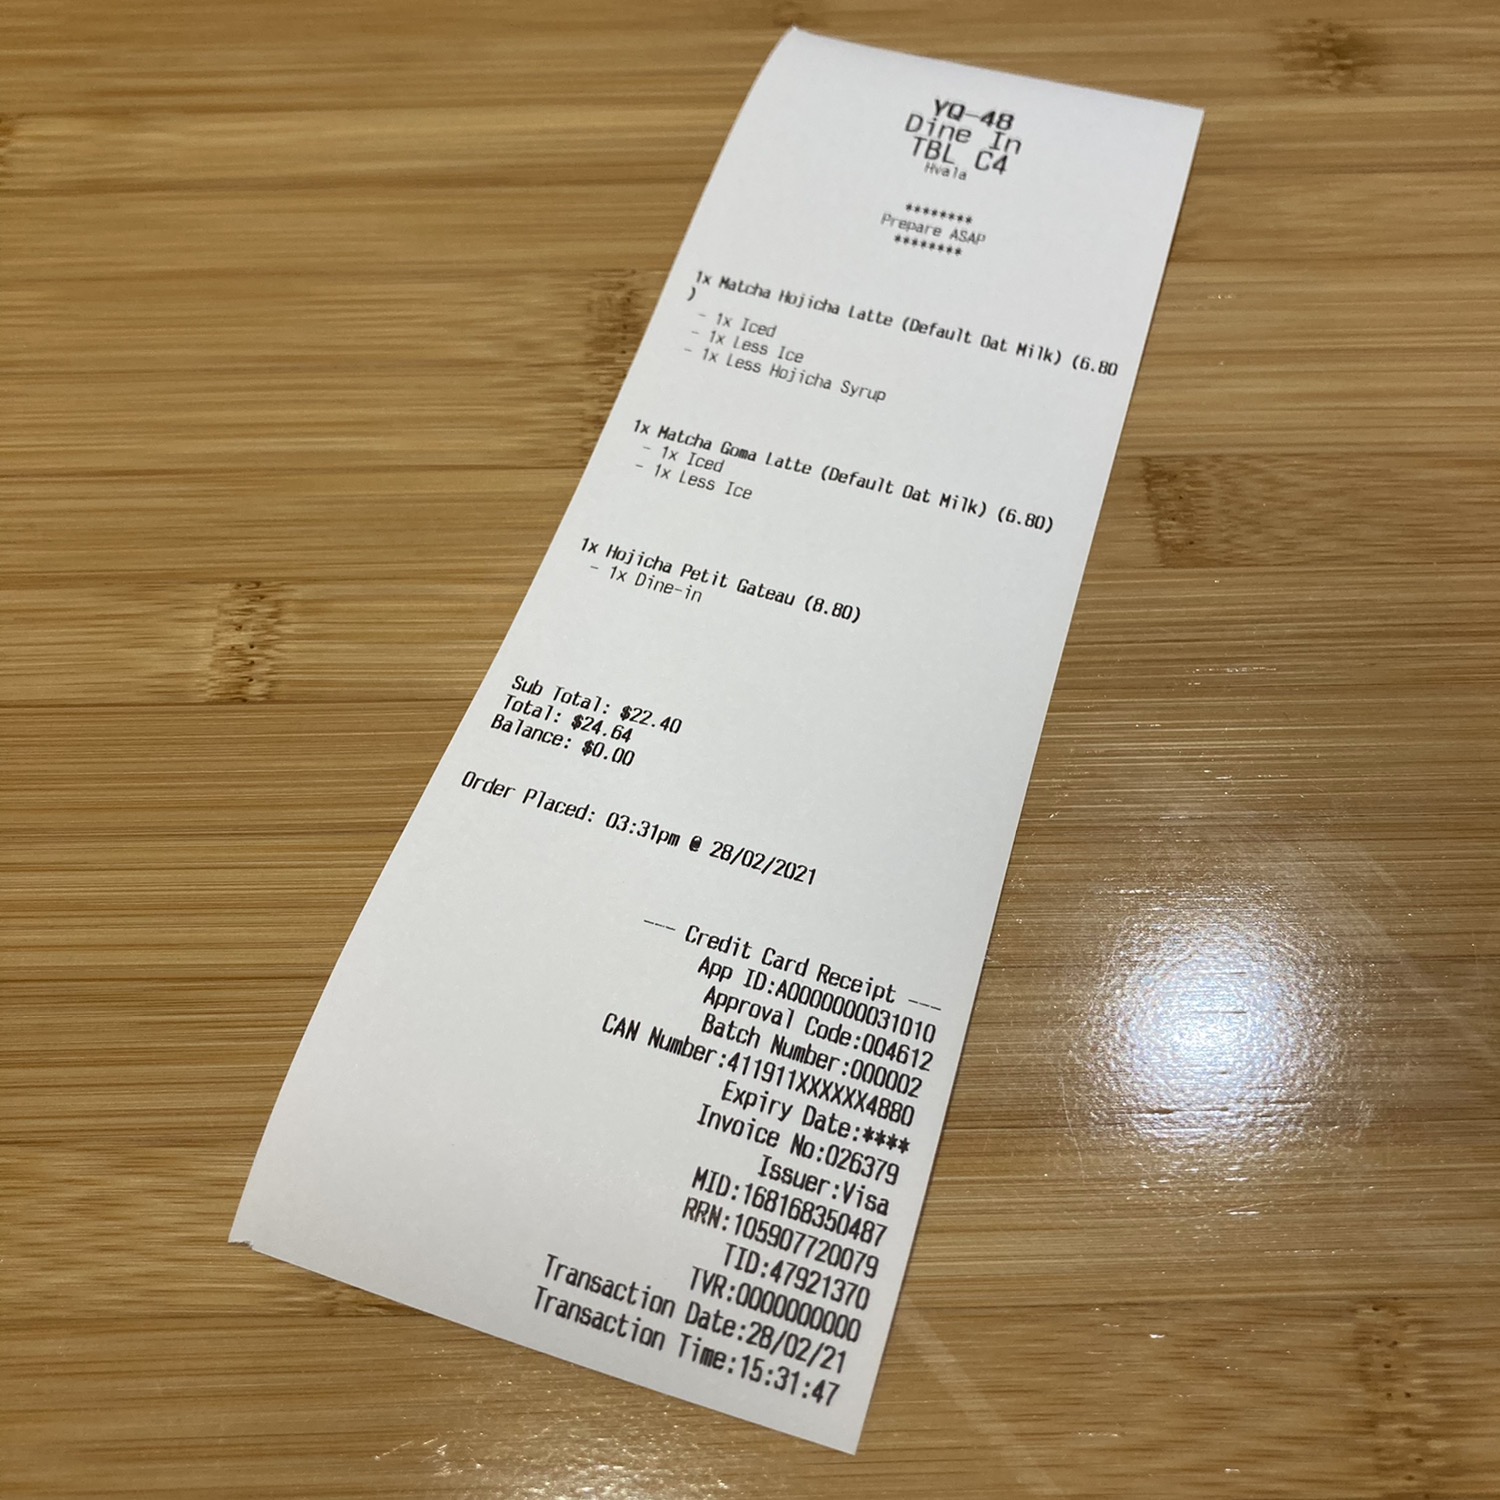 YQ-48
Dine In
TBL C4
Hvala
********
Prepare ASAP
********
1x Matcha Hojicha Latte (Default Oat Milk) (6.80
)
- 1x Iced
- 1x Less Ice
- 1x Less Hojicha Syrup
1x Matcha Goma Latte (Default Oat Milk) (6.80)
- 1x Iced
- 1x Less Ice
1x Hojicha Petit Gateau (8.80)
- 1x Dine-in
Sub Total: $22.40
Total: $24.64
Balance: $0.00
Order Placed: 03:31pm @ 28/02/2021
--- Credit Card Receipt ---
App ID:A0000000031010
Approval Code:004612
Batch Number:000002
CAN Number:411911XXXXXX4880
Expiry Date:****
Invoice No:026379
Issuer:Visa
MID:168168350487
RRN:105907720079
TID:47921370
TVR:0000000000
Transaction Date:28/02/21
Transaction Time:15:31:47